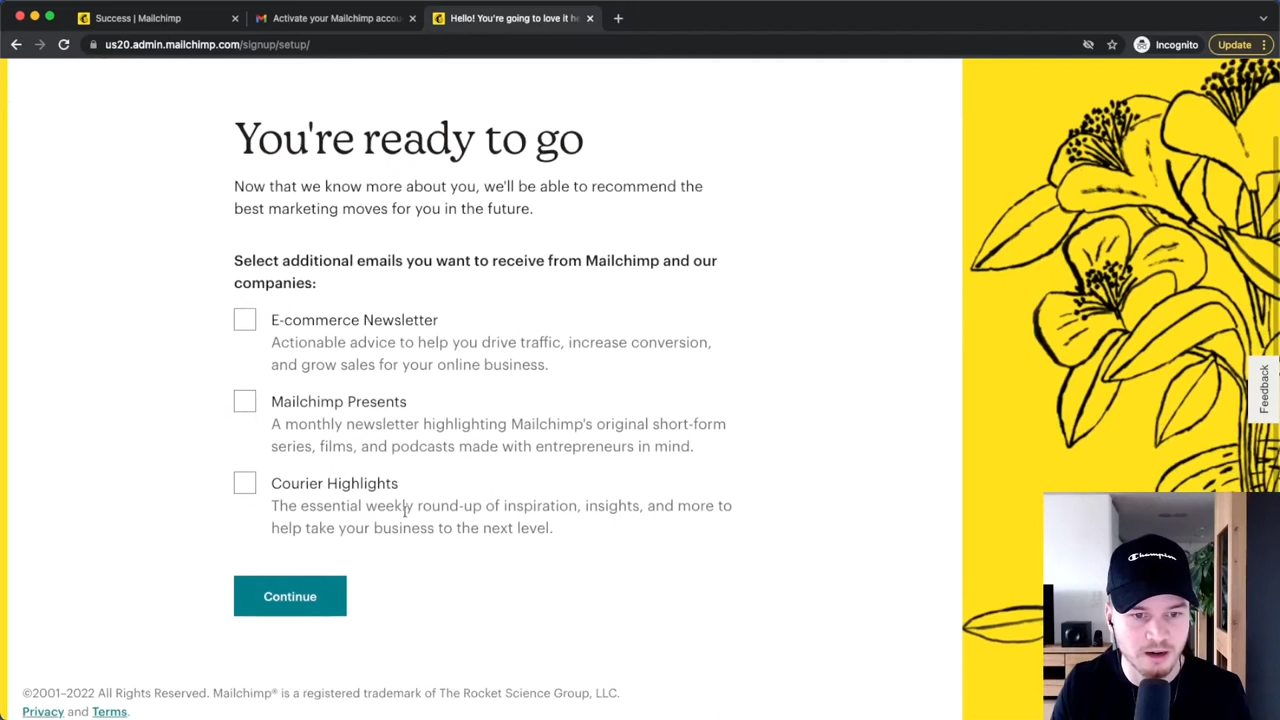 Success | Mailchimp
Activate your Mailchimp accou
Hello! You're going to love it he
us20.admin.mailchimp.com/signup/setup/
Incognito
Update
You're ready to go
Now that we know more about you, we'll be able to recommend the
best marketing moves for you in the future.
Select additional emails you want to receive from Mailchimp and our
companies:
E-commerce Newsletter
Actionable advice to help you drive traffic, increase conversion,
and grow sales for your online business.
Mailchimp Presents
A monthly newsletter highlighting Mailchimp's original short-form
series, films, and podcasts made with entrepreneurs in mind.
Courier Highlights
The essential weekly round-up of inspiration, insights, and more to
help take your business to the next level.
Continue
Feedback
Champion
©2001–2022 All Rights Reserved. Mailchimp® is a registered trademark of The Rocket Science Group, LLC.
Privacy and Terms.